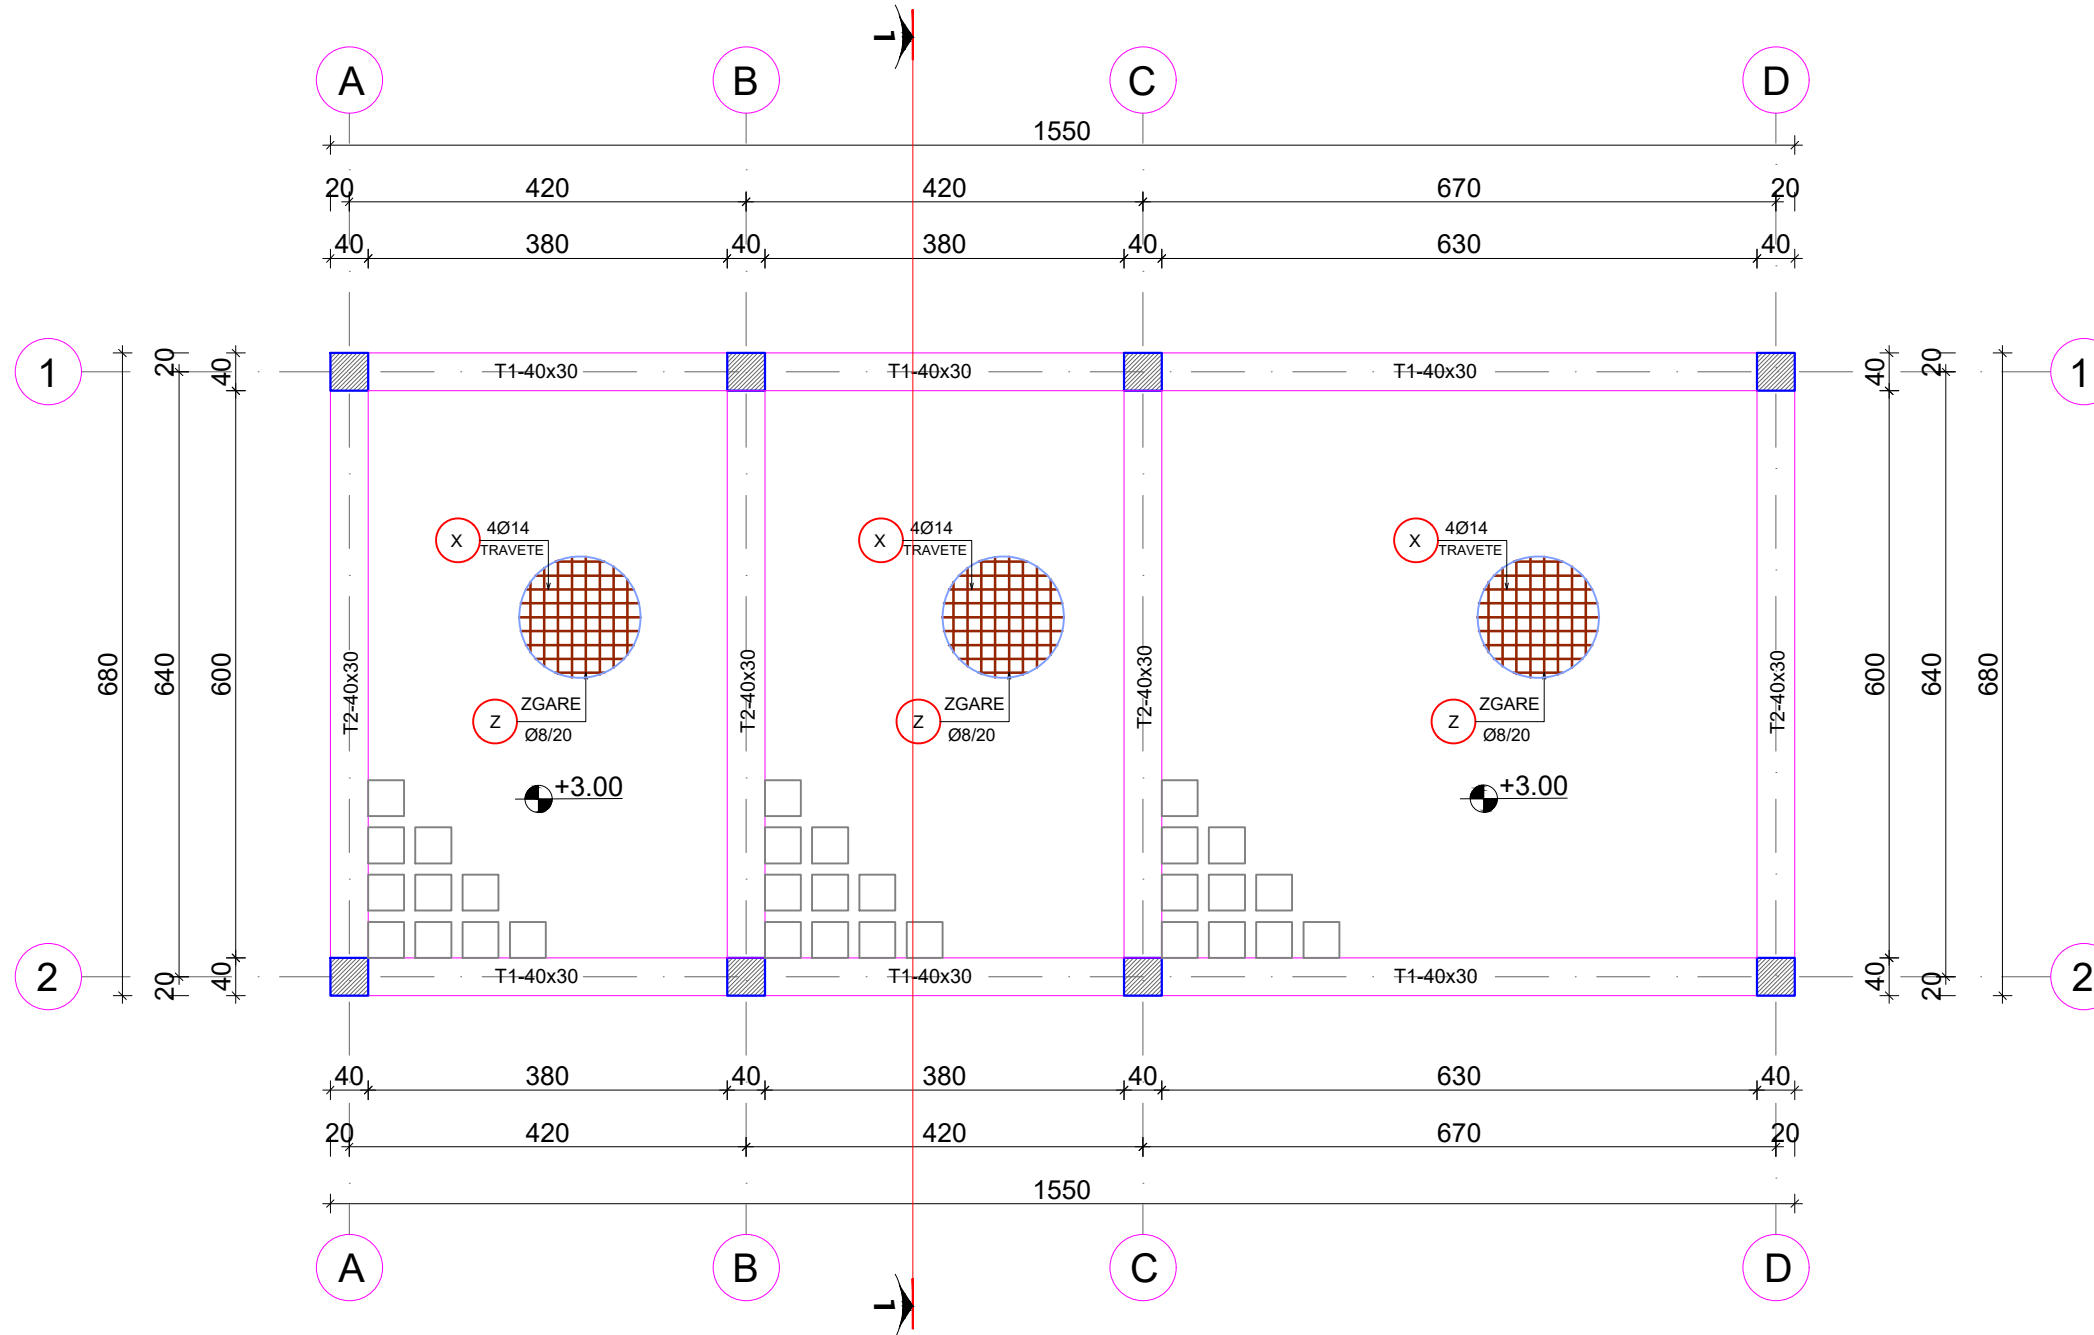 1
A B C D
1550
20 420 420 670 20
40 380 40 380 40 630 40
1 20 40 T1-40x30 T1-40x30 T1-40x30 40 20 1
X 4Ø14 X 4Ø14 X 4Ø14
TRAVETE TRAVETE TRAVETE
680 640 600 T2-40x30 T2-40x30 T2-40x30 T2-40x30 600 640 680
ZGARE ZGARE ZGARE
Z Z Z
Ø8/20 Ø8/20 Ø8/20
+3.00 +3.00
2 20 40 T1-40x30 T1-40x30 T1-40x30 40 20 2
40 380 40 380 40 630 40
20 420 420 670 20
1550
A B C D
1